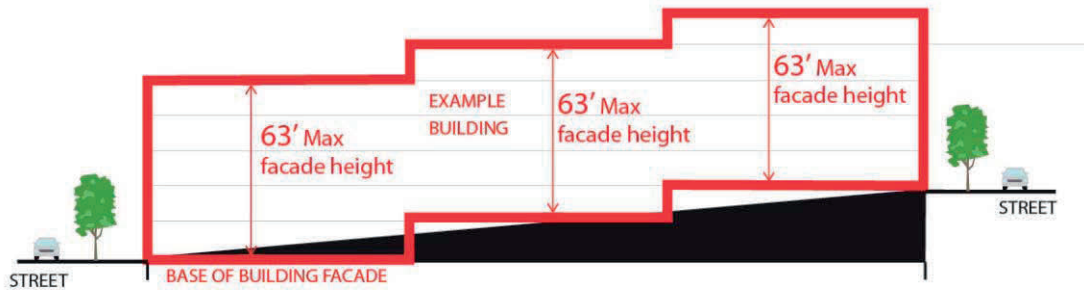 63' Max
facade height
EXAMPLE
BUILDING
63' Max
facade height
63' Max
facade height
STREET
BASE OF BUILDING FACADE
STREET